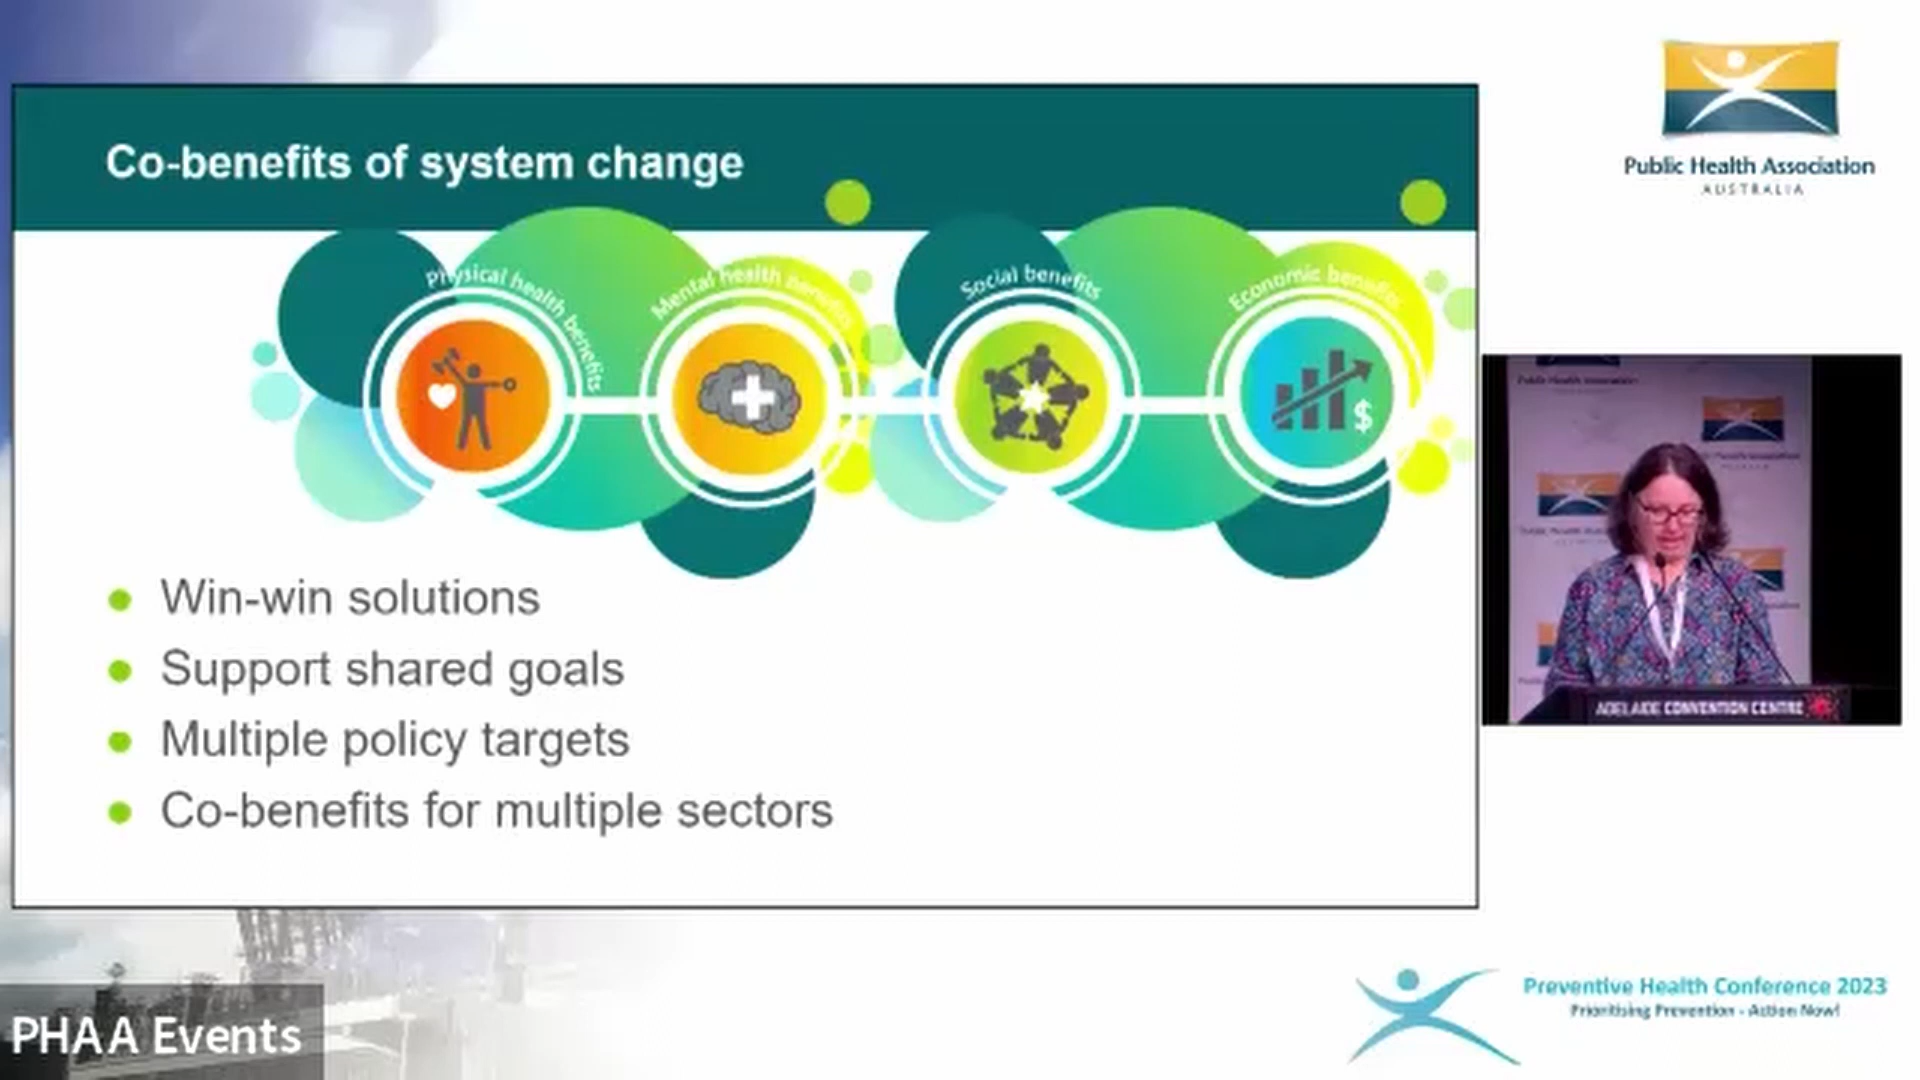 Co-benefits of system change
Physical health benefits
Mental health benefits
Social benefits
Economic benefits
$
Win-win solutions
Support shared goals
Multiple policy targets
Co-benefits for multiple sectors
Public Health Association
AUSTRALIA
ADELAIDE CONVENTION CENTRE
Preventive Health Conference 2023
Prioritising Prevention - Action Now!
PHAA Events